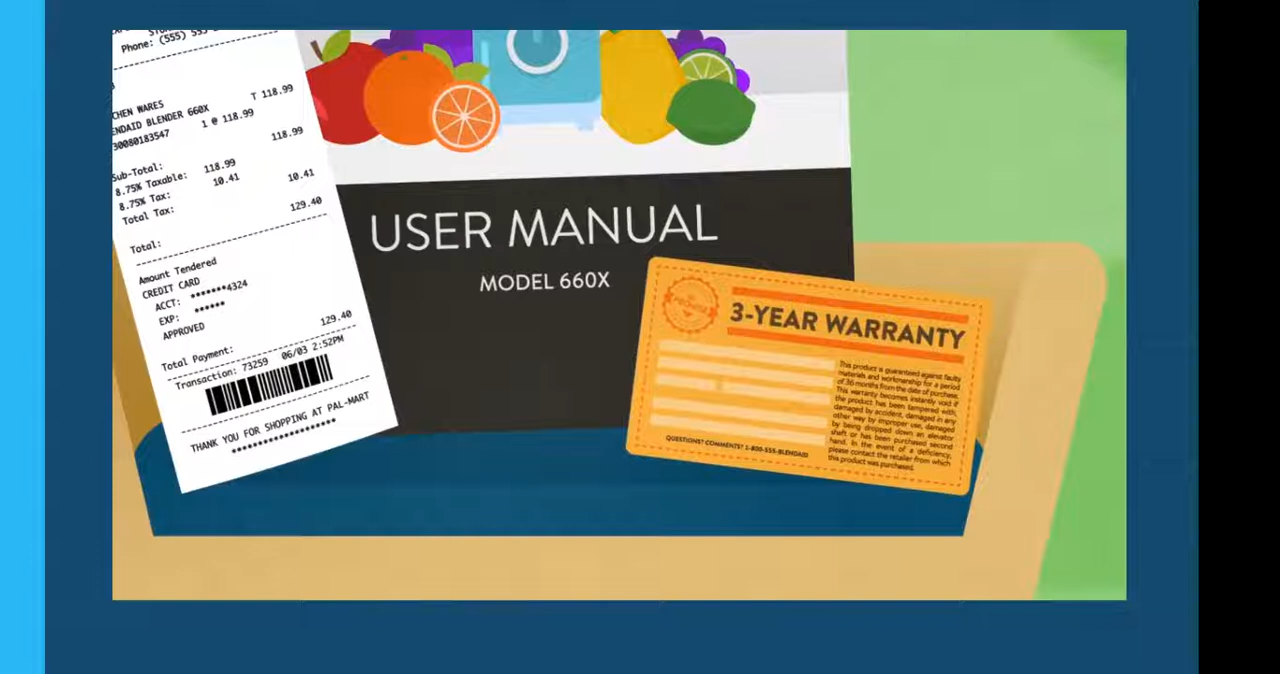 Phone: (555) 55
CHEN WARES
ENDAID BLENDER 660X T 118.99
30080183547 1 @ 118.99
118.99
Sub-Total:
8.75% Taxable: 118.99
8.75% Tax: 10.41
Total Tax: 10.41
129.40
Total:
Amount Tendered
CREDIT CARD
ACCT: *******4324
EXP: ******
APPROVED
129.40
Total Payment:
Transaction: 73259 06/03 2:52PM
THANK YOU FOR SHOPPING AT PAL-MART
********************
USER MANUAL
MODEL 660X
3-YEAR WARRANTY
This product is guaranteed against faulty
materials and workmanship for a period
of 36 months from the date of purchase.
This warranty becomes instantly void if
the product has been tampered with,
damaged by accident, damaged in any
other way by improper use, damaged
by being dropped down an elevator
shaft or has been purchased second
hand. In the event of a deficiency,
please contact the retailer from which
this product was purchased.
QUESTIONS? COMMENTS? 1-800-555-BLENDAID